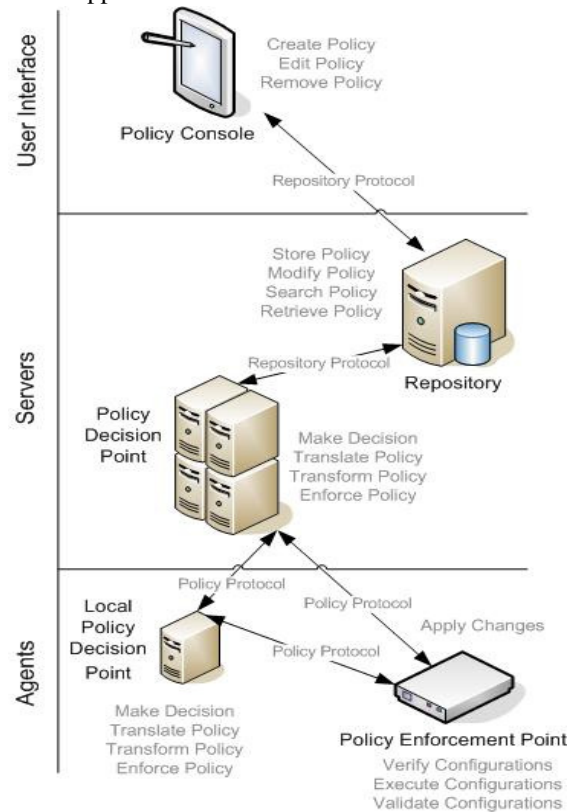 User Interface
Create Policy
Edit Policy
Remove Policy
Policy Console
Repository Protocol
Servers
Store Policy
Modify Policy
Search Policy
Retrieve Policy
Repository Protocol
Repository
Policy
Decision
Point
Make Decision
Translate Policy
Transform Policy
Enforce Policy
Agents
Policy Protocol
Local
Policy
Decision
Point
Policy Protocol
Apply Changes
Policy Protocol
Make Decision
Translate Policy
Transform Policy
Enforce Policy
Policy Enforcement Point
Verify Configurations
Execute Configurations
Validate Configurations